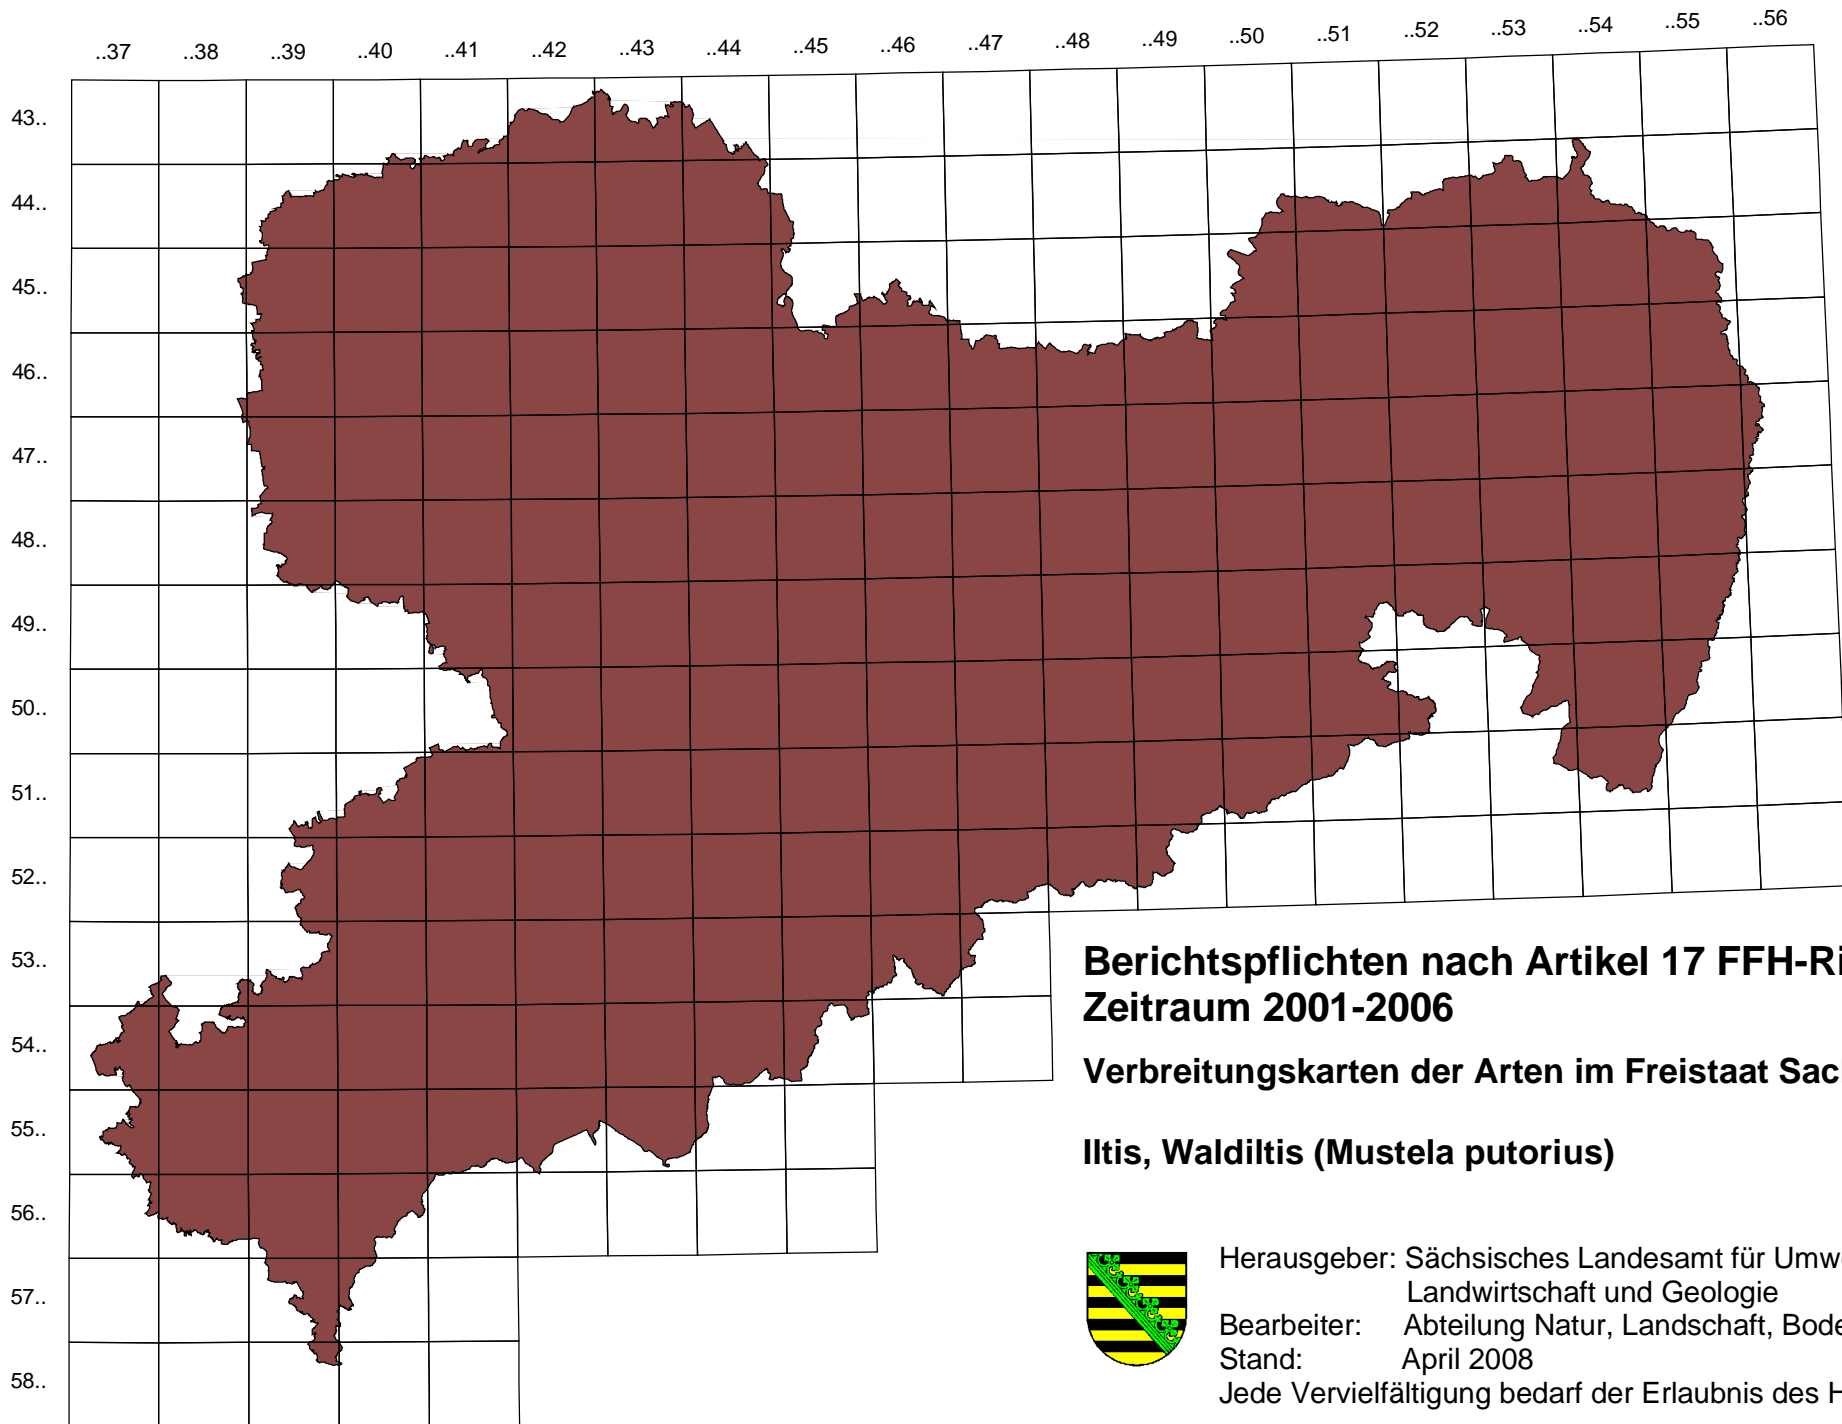 ..37 ..38 ..39 ..40 ..41 ..42 ..43 ..44 ..45 ..46 ..47 ..48 ..49 ..50 ..51 ..52 ..53 ..54 ..55 ..56
43..
44..
45..
46..
47..
48..
49..
50..
51..
52..
53..
54..
55..
56..
57..
58..
Berichtspflichten nach Artikel 17 FFH-Ri
Zeitraum 2001-2006
Verbreitungskarten der Arten im Freistaat Sac
Iltis, Waldiltis (Mustela putorius)
Herausgeber: Sächsisches Landesamt für Umwe
Landwirtschaft und Geologie
Bearbeiter: Abteilung Natur, Landschaft, Bode
Stand: April 2008
Jede Vervielfältigung bedarf der Erlaubnis des H